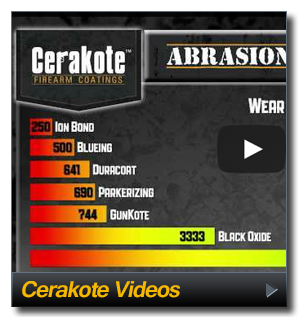 Cerakote™
FIREARM COATINGS
ABRASION
WEAR
250 ION BOND
500 BLUEING
641 DURACOAT
690 PARKERIZING
744 GUNKOTE
3333 BLACK OXIDE
Cerakote Videos